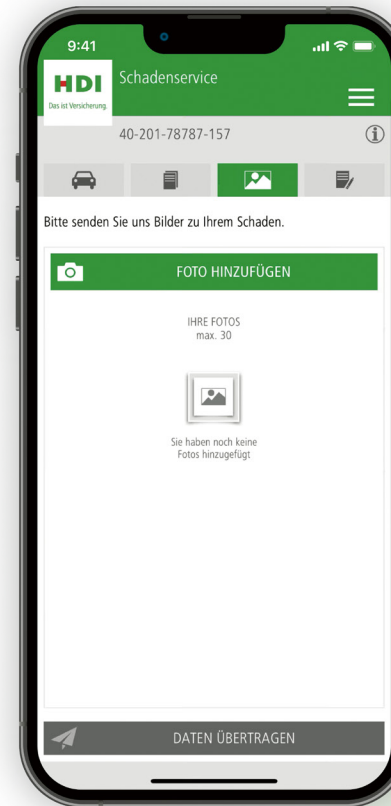 9:41
HDI
Das ist Versicherung.
Schadenservice
40-201-78787-157
Bitte senden Sie uns Bilder zu Ihrem Schaden.
FOTO HINZUFÜGEN
IHRE FOTOS
max. 30
Sie haben noch keine
Fotos hinzugefügt
DATEN ÜBERTRAGEN